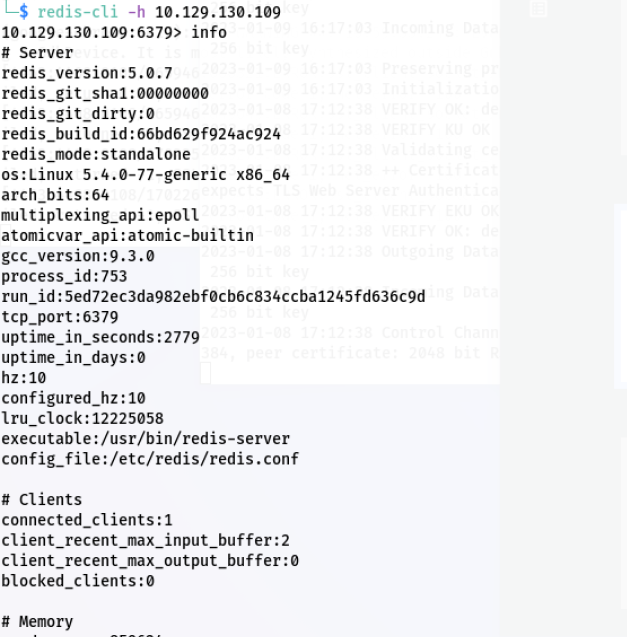 └─$ redis-cli -h 10.129.130.109
10.129.130.109:6379> info
# Server
redis_version:5.0.7
redis_git_sha1:00000000
redis_git_dirty:0
redis_build_id:66bd629f924ac924
redis_mode:standalone
os:Linux 5.4.0-77-generic x86_64
arch_bits:64
multiplexing_api:epoll
atomicvar_api:atomic-builtin
gcc_version:9.3.0
process_id:753
run_id:5ed72ec3da982ebf0cb6c834ccba1245fd636c9d
tcp_port:6379
uptime_in_seconds:2779
uptime_in_days:0
hz:10
configured_hz:10
lru_clock:12225058
executable:/usr/bin/redis-server
config_file:/etc/redis/redis.conf
# Clients
connected_clients:1
client_recent_max_input_buffer:2
client_recent_max_output_buffer:0
blocked_clients:0
# Memory
key
2023-01-09 16:17:03 Incoming Data
256 bit key
2023-01-09 16:17:03 Preserving pr
2023-01-09 16:17:03 Initializatio
2023-01-08 17:12:38 VERIFY OK: de
2023-01-08 17:12:38 VERIFY KU OK
2023-01-08 17:12:38 Validating ce
2023-01-08 17:12:38 ++ Certificat
expects TLS Web Server Authentica
2023-01-08 17:12:38 VERIFY EKU OK
2023-01-08 17:12:38 VERIFY OK: de
2023-01-08 17:12:38 Outgoing Data
256 bit key
ng Data
256 bit key
2023-01-08 17:12:38 Control Chann
384, peer certificate: 2048 bit R